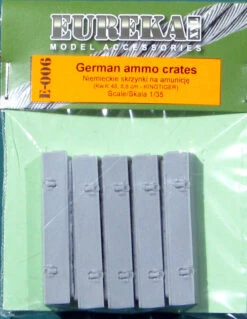 EUREKA XXL
MODEL ACCESSORIES
E-006
German ammo crates
Niemieckie skrzynki na amunicję
(KwK 43, 8,8 cm - KINGTIGER)
Scale/Skala 1/35